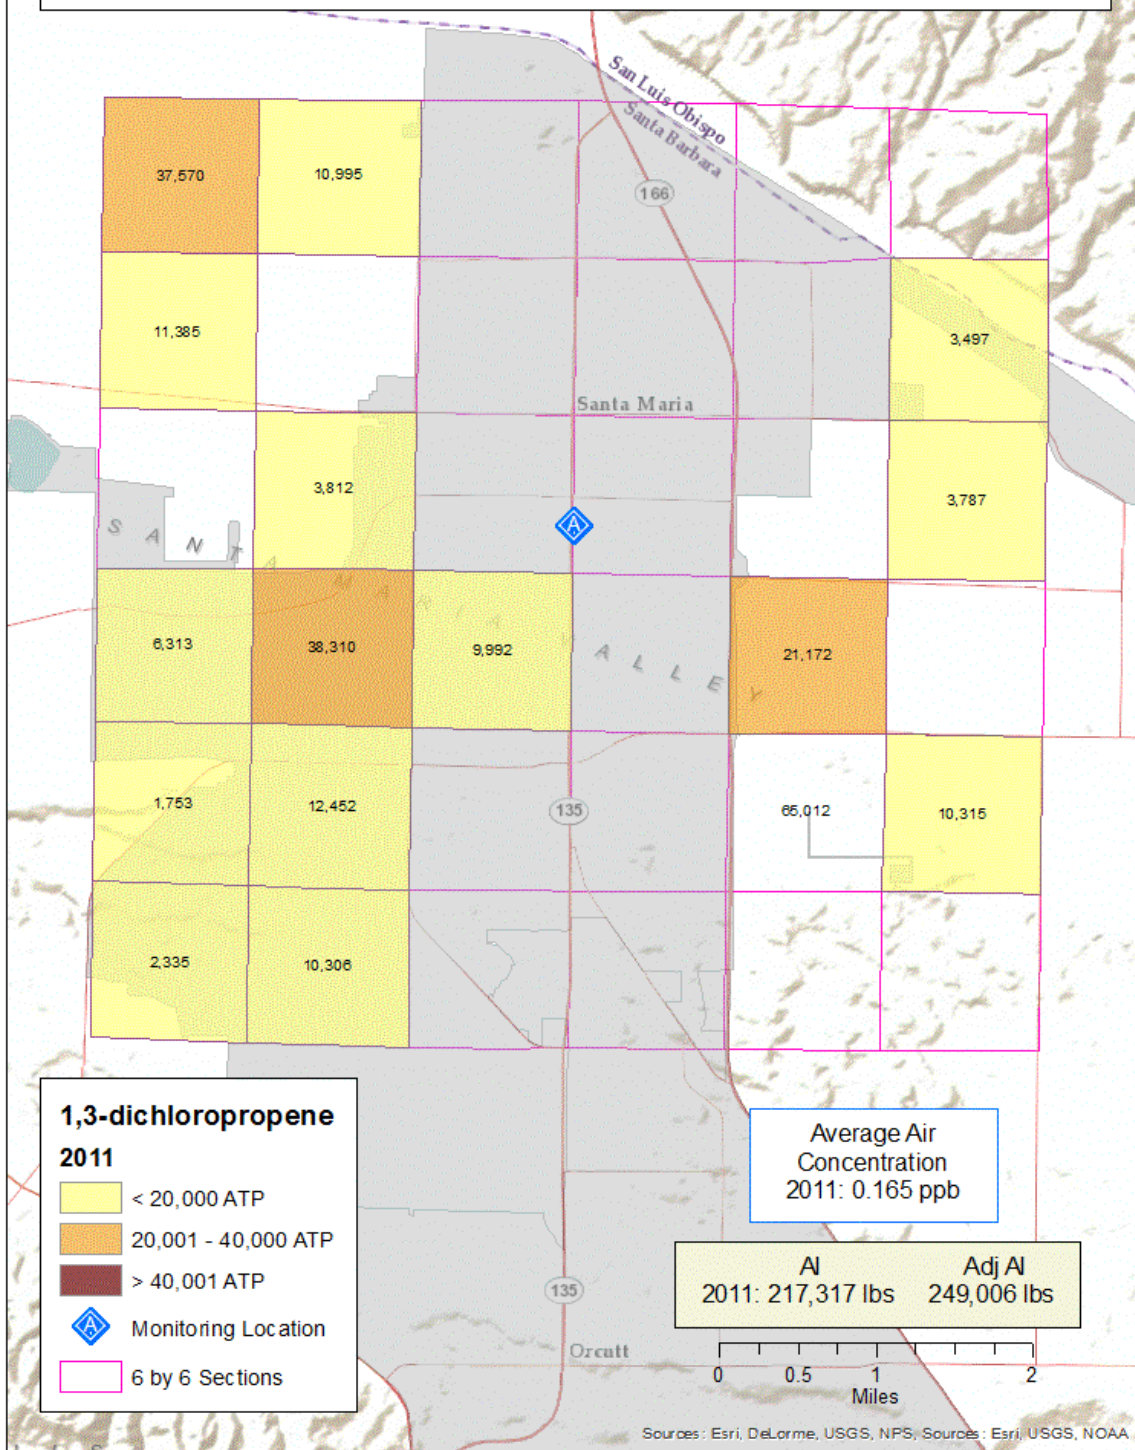 San Luis Obispo
Santa Barbara
37,570
10,995
166
11,385
3,497
Santa Maria
3,812
3,787
A
SANTA MARIA VALLEY
6,313
38,310
9,992
21,172
1,753
12,452
135
65,012
10,315
2,335
10,306
1,3-dichloropropene
2011
< 20,000 ATP
20,001 - 40,000 ATP
> 40,001 ATP
A Monitoring Location
6 by 6 Sections
Average Air
Concentration
2011: 0.165 ppb
AI Adj AI
2011: 217,317 lbs 249,006 lbs
135
Orcutt
0 0.5 1 2
Miles
Sources: Esri, DeLorme, USGS, NPS, Sources: Esri, USGS, NOAA